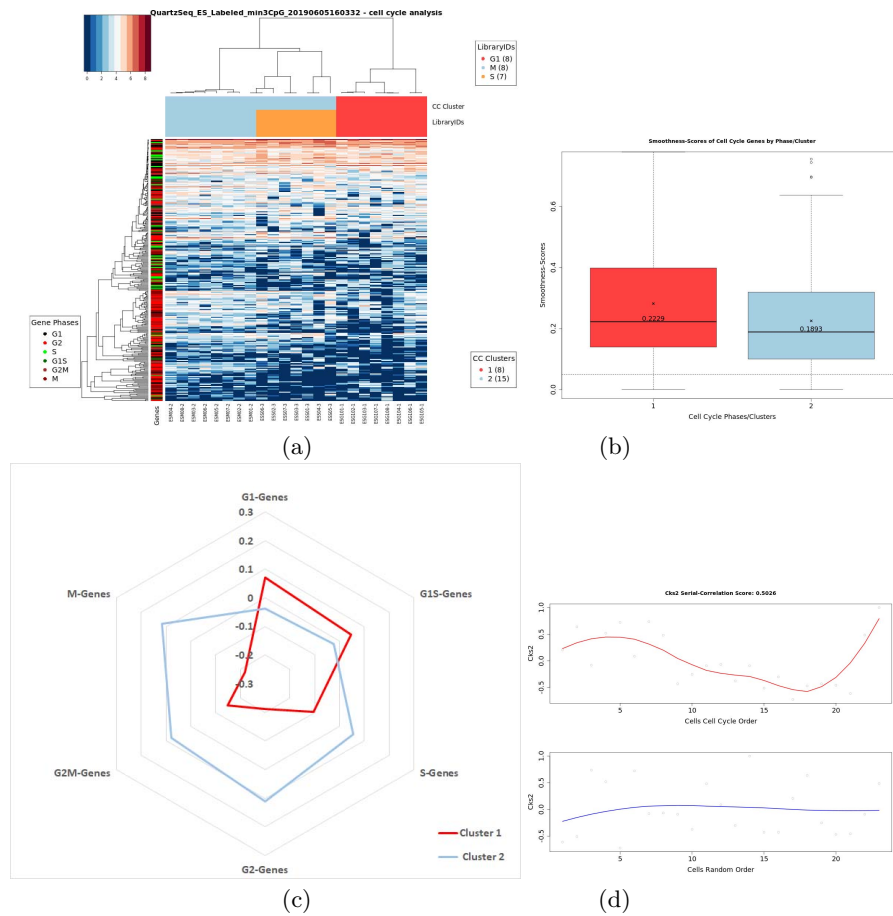 QuartzSeq_ES_Labeled_min3CpG_20190605160332 - cell cycle analysis
0 2 4 6 8
LibraryIDs
G1 (8)
M (8)
S (7)
CC Cluster
LibraryIDs
Gene Phases
G1
G2
S
G1S
G2M
M
Genes
CC Clusters
1 (8)
2 (15)
(a)
Smoothness-Scores of Cell Cycle Genes by Phase/Cluster
Smoothness-Scores
0.6
0.4
0.2
0.0
0.2229
0.1893
1 2
Cell Cycle Phases/Clusters
(b)
G1-Genes
G1S-Genes
S-Genes
G2-Genes
G2M-Genes
M-Genes
0.3
0.2
0.1
0
-0.1
-0.2
-0.3
Cluster 1
Cluster 2
(c)
Cks2 Serial-Correlation Score: 0.5026
Cks2
1.0
0.5
0.0
-0.5
5 10 15 20
Cells Cell Cycle Order
Cks2
1.0
0.5
0.0
-0.5
5 10 15 20
Cells Random Order
(d)